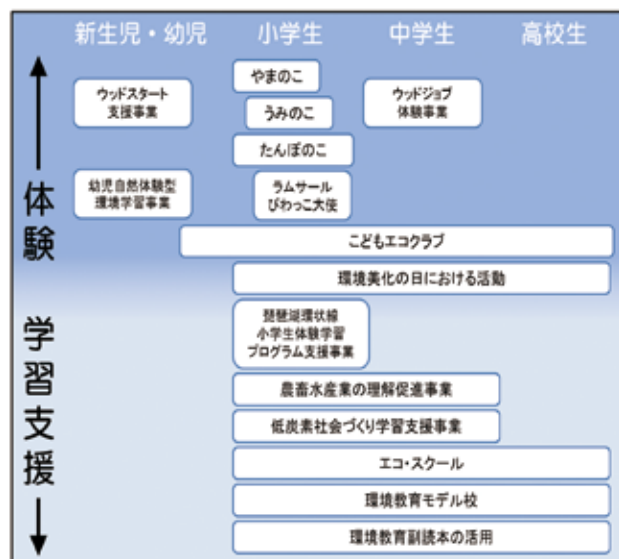 新生児・幼児 小学生 中学生 高校生
体験
学習支援
やまのこ
ウッドスタート
支援事業
うみのこ
ウッドジョブ
体験事業
たんぼのこ
幼児自然体験型
環境学習事業
ラムサール
びわっこ大使
こどもエコクラブ
環境美化の日における活動
琵琶湖環状線
小学生体験学習
プログラム支援事業
農畜水産業の理解促進事業
低炭素社会づくり学習支援事業
エコ・スクール
環境教育モデル校
環境教育副読本の活用